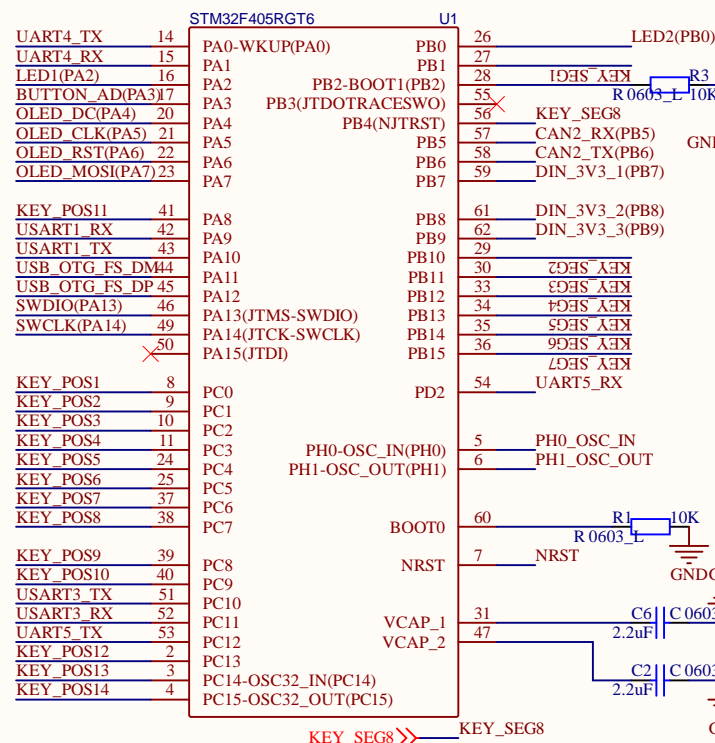 STM32F405RGT6 U1
UART4_TX 14 PA0-WKUP(PA0) PB0 26 LED2(PB0)
UART4_RX 15 PA1 PB1 27 KEY_SEG1
LED1(PA2) 16 PA2 PB2-BOOT1(PB2) 28 R3
BUTTON_AD(PA3) 17 PA3 PB3(JTDOTRACESWO) 55 R 0603_L 10K
OLED_DC(PA4) 20 PA4 PB4(NJTRST) 56 KEY_SEG8
OLED_CLK(PA5) 21 PA5 PB5 57 CAN2_RX(PB5) GN
OLED_RST(PA6) 22 PA6 PB6 58 CAN2_TX(PB6)
OLED_MOSI(PA7) 23 PA7 PB7 59 DIN_3V3_1(PB7)
KEY_POS11 41 PA8 PB8 61 DIN_3V3_2(PB8)
USART1_RX 42 PA9 PB9 62 DIN_3V3_3(PB9)
USART1_TX 43 PA10 PB10 29 KEY_SEG2
USB_OTG_FS_DM 44 PA11 PB11 30 KEY_SEG3
USB_OTG_FS_DP 45 PA12 PB12 33 KEY_SEG4
SWDIO(PA13) 46 PA13(JTMS-SWDIO) PB13 34 KEY_SEG5
SWCLK(PA14) 49 PA14(JTCK-SWCLK) PB14 35 KEY_SEG6
50 PA15(JTDI) PB15 36 KEY_SEG7
KEY_POS1 8 PC0 PD2 54 UART5_RX
KEY_POS2 9 PC1
KEY_POS3 10 PC2
KEY_POS4 11 PC3 PH0-OSC_IN(PH0) 5 PH0_OSC_IN
KEY_POS5 24 PC4 PH1-OSC_OUT(PH1) 6 PH1_OSC_OUT
KEY_POS6 25 PC5
KEY_POS7 37 PC6
KEY_POS8 38 PC7 BOOT0 60 R1 10K
R 0603_L
KEY_POS9 39 PC8 NRST 7 NRST
KEY_POS10 40 PC9 GND
USART3_TX 51 PC10
USART3_RX 52 PC11 VCAP_1 31 C6 C 0603
UART5_TX 53 PC12 VCAP_2 47 2.2uF
KEY_POS12 2 PC13
KEY_POS13 3 PC14-OSC32_IN(PC14) C2 C 0603
KEY_POS14 4 PC15-OSC32_OUT(PC15) 2.2uF
KEY_SEG8 KEY_SEG8